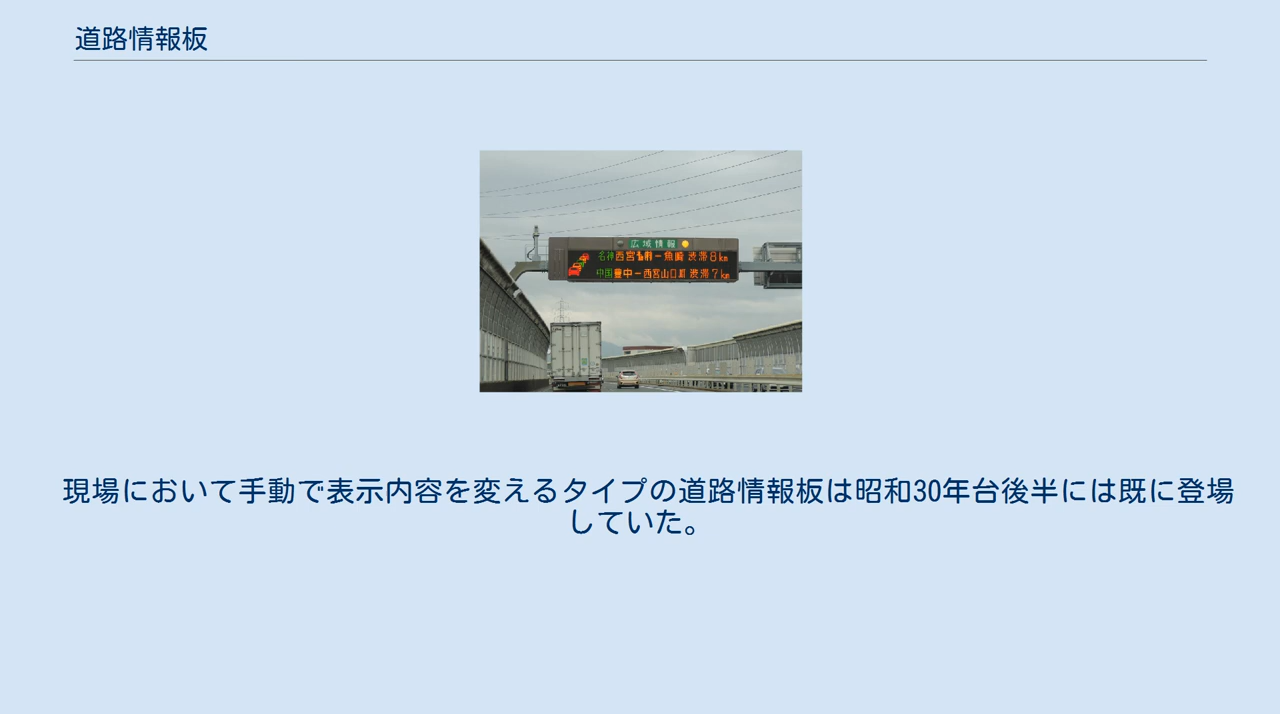 道路情報板
広域情報
名神西宮名前－魚崎 渋滞8km
中国豊中－西宮山口JCT 渋滞7km
現場において手動で表示内容を変えるタイプの道路情報板は昭和30年台後半には既に登場
していた。